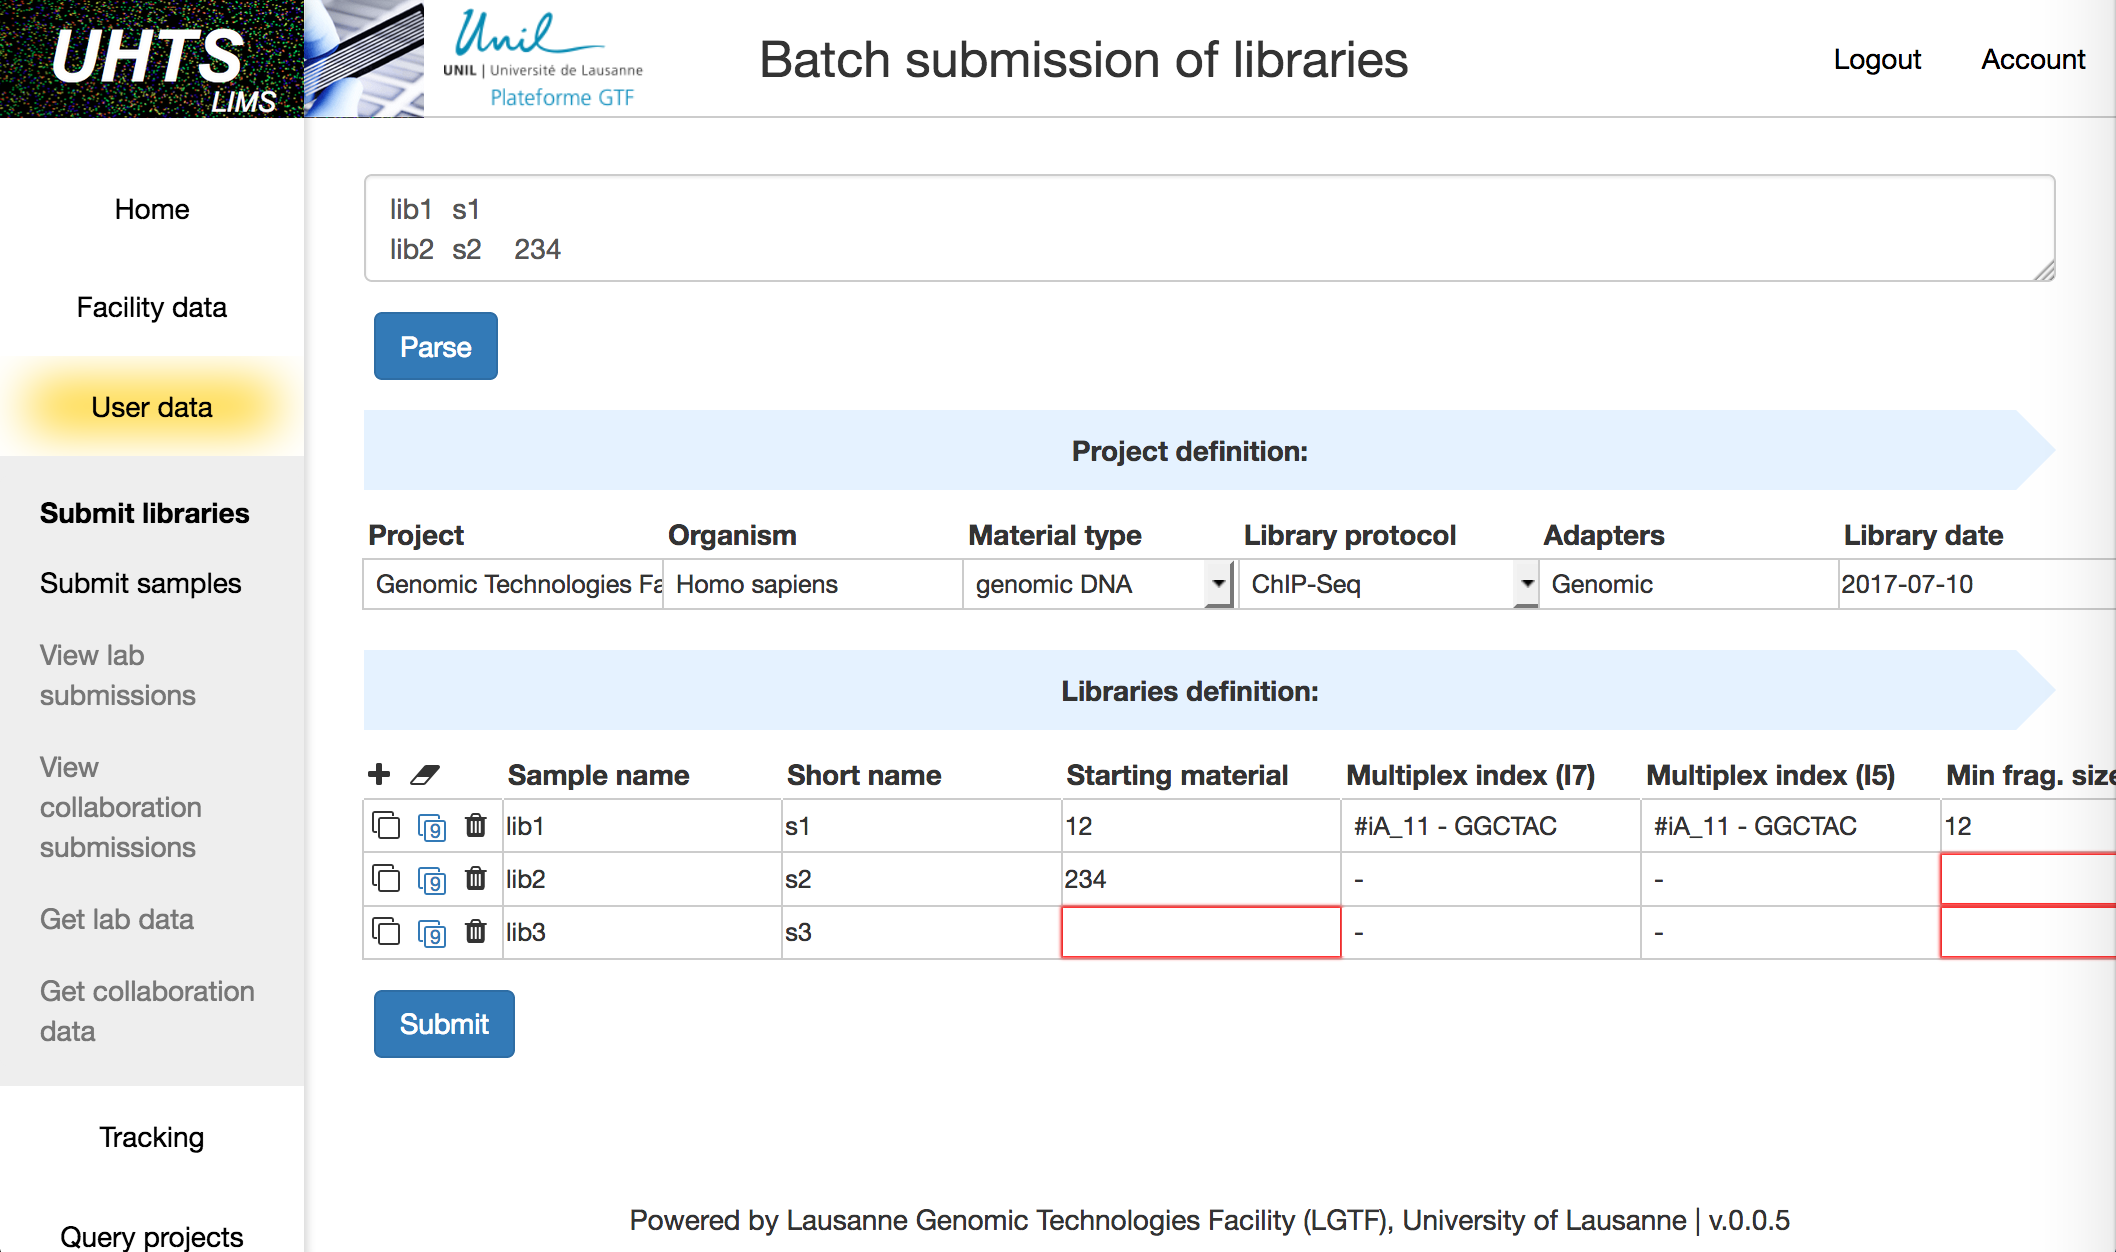 UHTS
LIMS
Unil
UNIL | Université de Lausanne
Plateforme GTF
Batch submission of libraries
Logout Account
Home
Facility data
User data
Submit libraries
Submit samples
View lab
submissions
View
collaboration
submissions
Get lab data
Get collaboration
data
Tracking
Query projects
lib1 s1
lib2 s2 234
Parse
Project definition:
Project Organism Material type Library protocol Adapters Library date
Genomic Technologies Fa Homo sapiens genomic DNA ChIP-Seq Genomic 2017-07-10
Libraries definition:
Sample name Short name Starting material Multiplex index (I7) Multiplex index (I5) Min frag. size
9 lib1 s1 12 #iA_11 - GGCTAC #iA_11 - GGCTAC 12
9 lib2 s2 234 - -
9 lib3 s3 - -
Submit
Powered by Lausanne Genomic Technologies Facility (LGTF), University of Lausanne | v.0.0.5